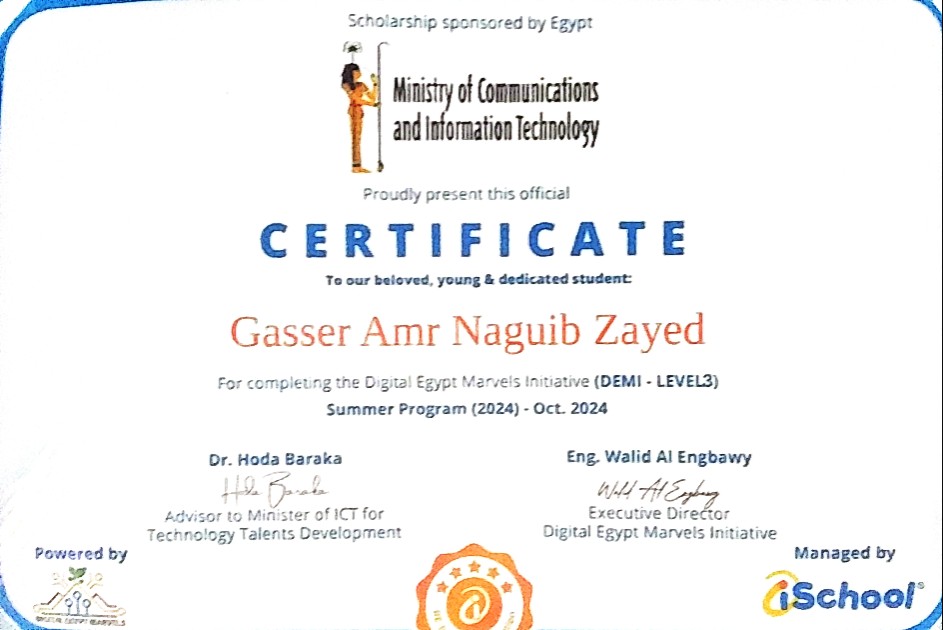 Scholarship sponsored by Egypt
Ministry of Communications
and Information Technology
Proudly present this official
CERTIFICATE
To our beloved, young & dedicated student:
Gasser Amr Naguib Zayed
For completing the Digital Egypt Marvels Initiative (DEMI - LEVEL3)
Summer Program (2024) - Oct. 2024
Dr. Hoda Baraka
Hoda Baraka
Advisor to Minister of ICT for
Technology Talents Development
Eng. Walid Al Engbawy
Walid Al Engbawy
Executive Director
Digital Egypt Marvels Initiative
Powered by
DIGITAL EGYPT MARVELS
Managed by
iSchool®